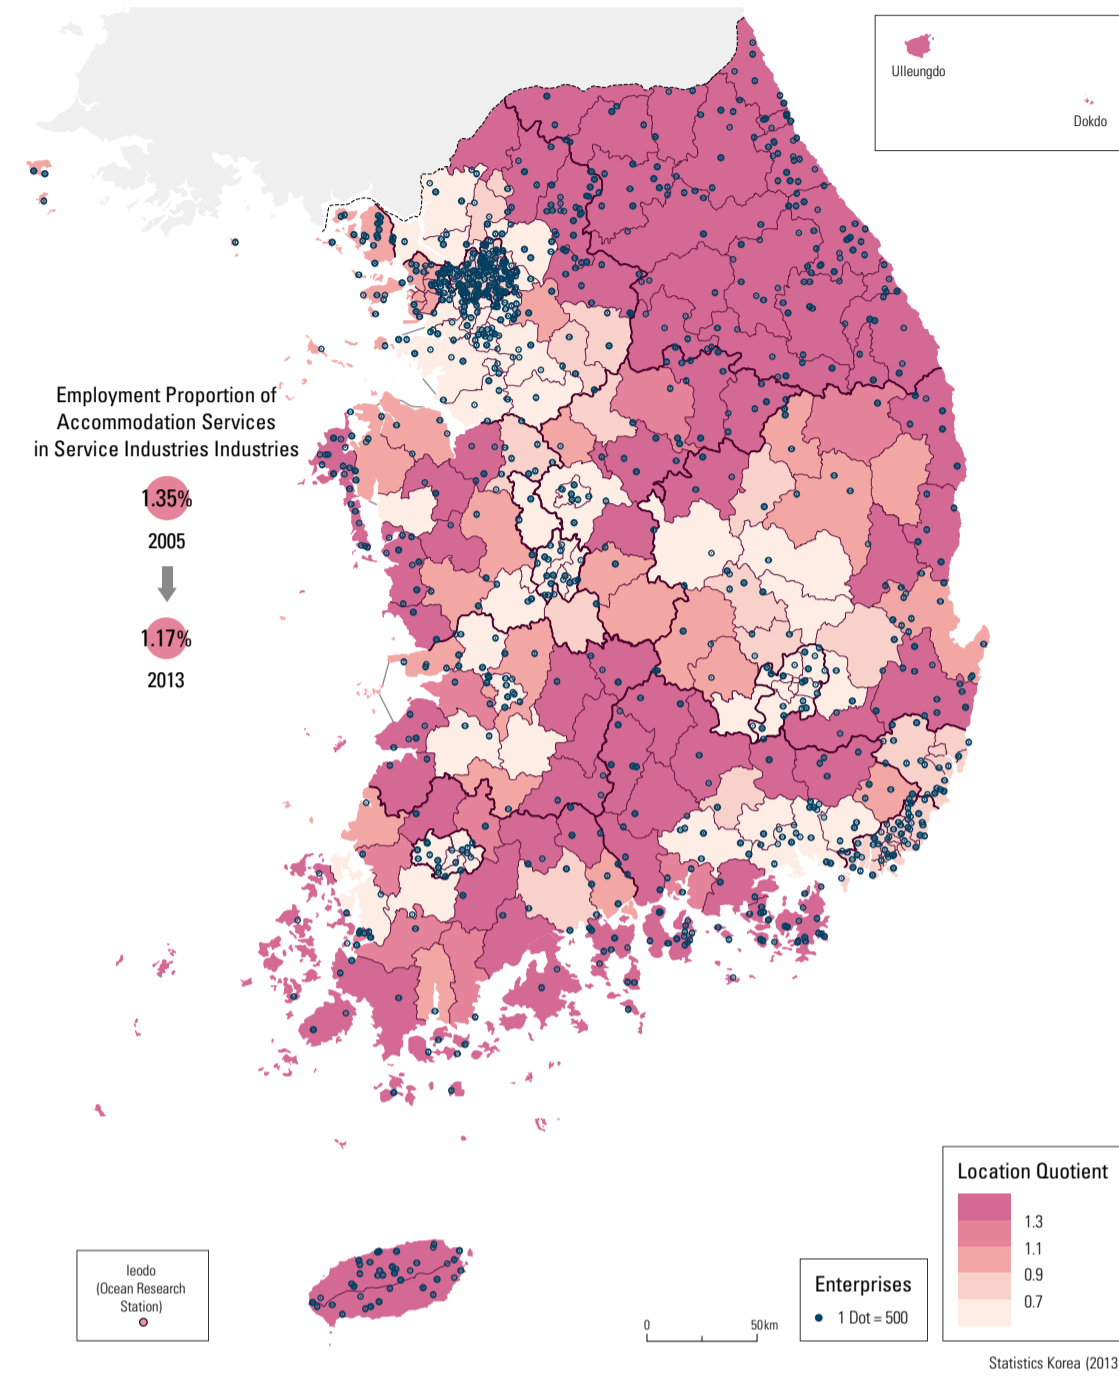 Ulleungdo
Dokdo
Employment Proportion of
Accommodation Services
in Service Industries Industries
1.35%
2005
1.17%
2013
Ieodo
(Ocean Research
Station)
0
50km
Enterprises
1 Dot = 500
Location Quotient
1.3
1.1
0.9
0.7
Statistics Korea (2013